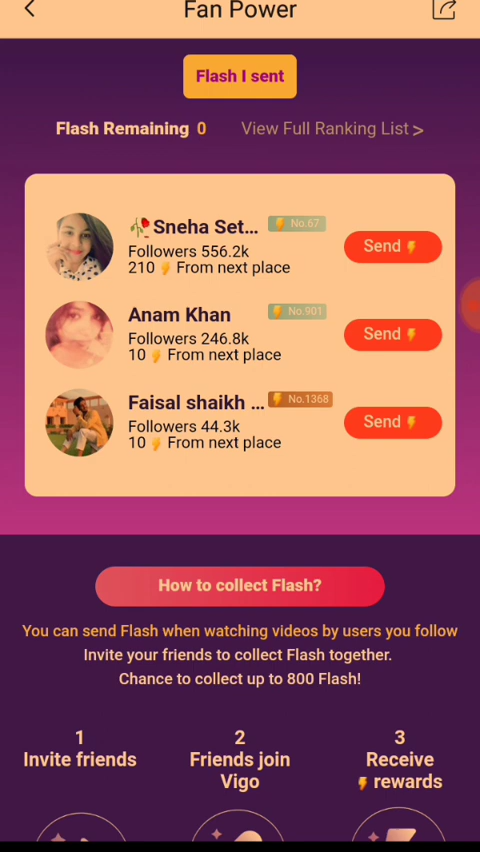 Fan Power
Flash I sent
Flash Remaining 0
View Full Ranking List >
🥀Sneha Set... ⚡ No.67
Followers 556.2k
210 ⚡ From next place
Send ⚡
Anam Khan ⚡ No.901
Followers 246.8k
10 ⚡ From next place
Send ⚡
Faisal shaikh ... ⚡ No.1368
Followers 44.3k
10 ⚡ From next place
Send ⚡
How to collect Flash?
You can send Flash when watching videos by users you follow
Invite your friends to collect Flash together.
Chance to collect up to 800 Flash!
1
Invite friends
2
Friends join
Vigo
3
Receive
⚡ rewards